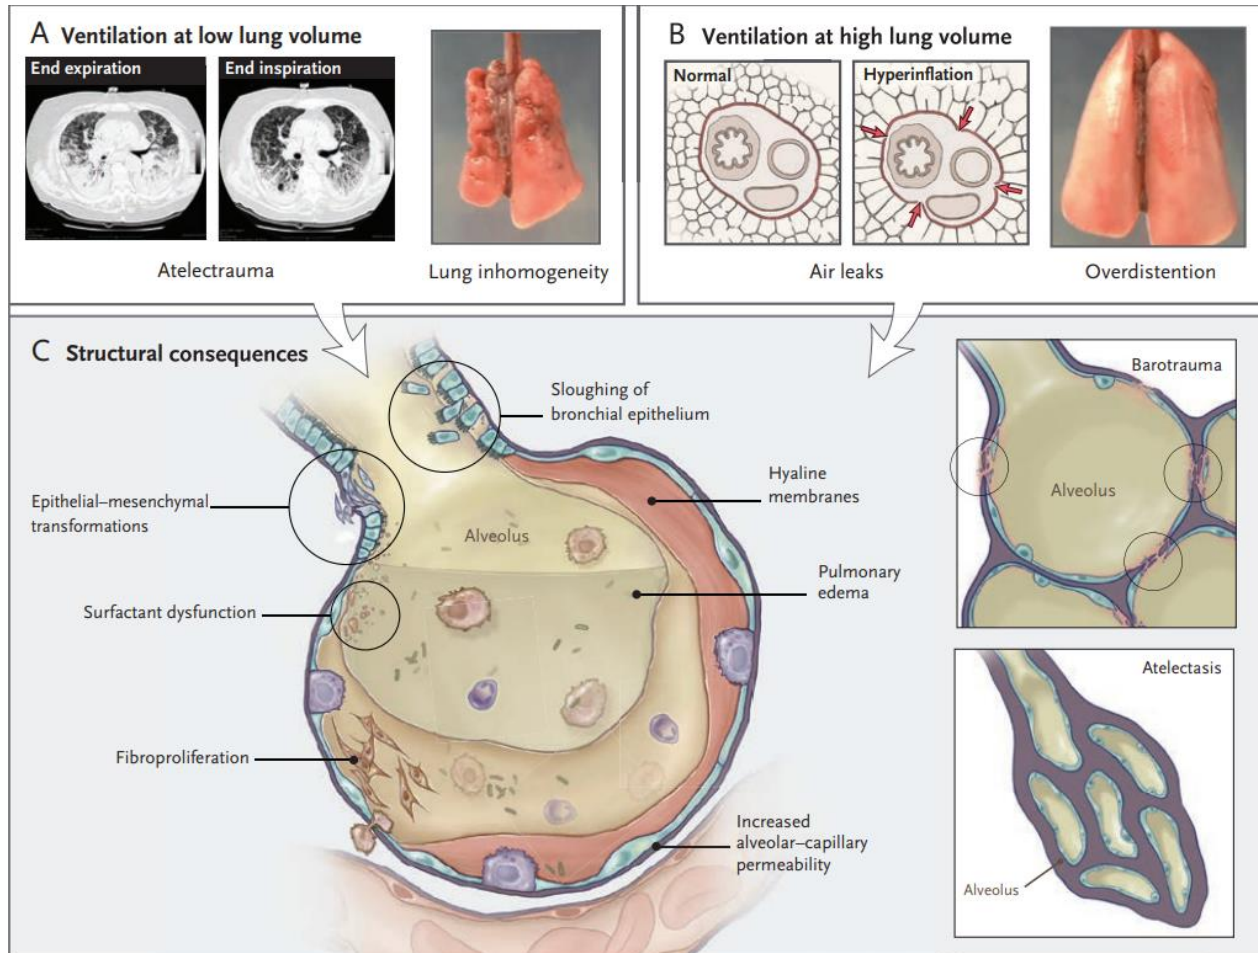 A Ventilation at low lung volume
End expiration
End inspiration
Atelectrauma
Lung inhomogeneity
B Ventilation at high lung volume
Normal
Hyperinflation
Air leaks
Overdistention
C Structural consequences
Sloughing of
bronchial epithelium
Epithelial–mesenchymal
transformations
Surfactant dysfunction
Fibroproliferation
Alveolus
Hyaline
membranes
Pulmonary
edema
Increased
alveolar–capillary
permeability
Barotrauma
Alveolus
Atelectasis
Alveolus